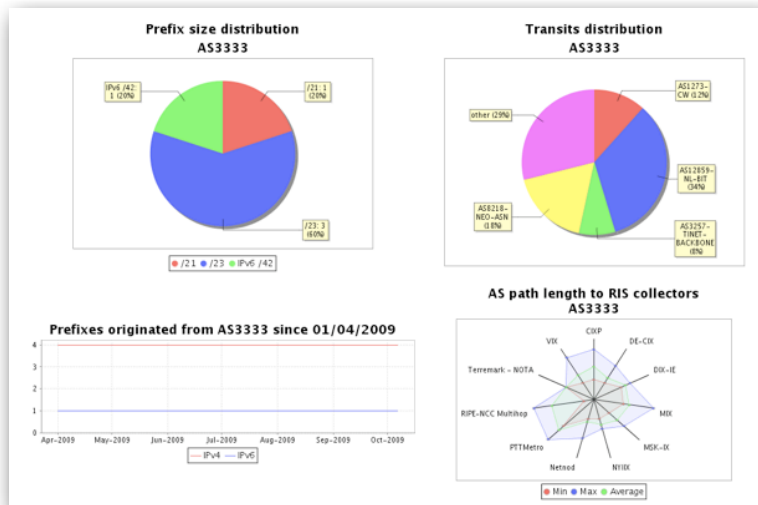 Prefix size distribution
AS3333
IPv6 /42:
1 (20%)
/21: 1
(20%)
/23: 3
(60%)
/21 /23 IPv6 /42
Transits distribution
AS3333
AS1273-
CW (12%)
other (29%)
AS12859-
NL-BIT
(34%)
AS8218-
NEO-ASN
(18%)
AS3257-
TINET-
BACKBONE
(8%)
Prefixes originated from AS3333 since 01/04/2009
4
3
2
1
0
Apr-2009 May-2009 Jun-2009 Jul-2009 Aug-2009 Sep-2009 Oct-2009
IPv4 IPv6
AS path length to RIS collectors
AS3333
CIXP
VIX
DE-CIX
Terremark - NOTA
DIX-IE
RIPE-NCC Multihop
MIX
PTTMetro
MSK-IX
Netnod
NYIIX
Min Max Average